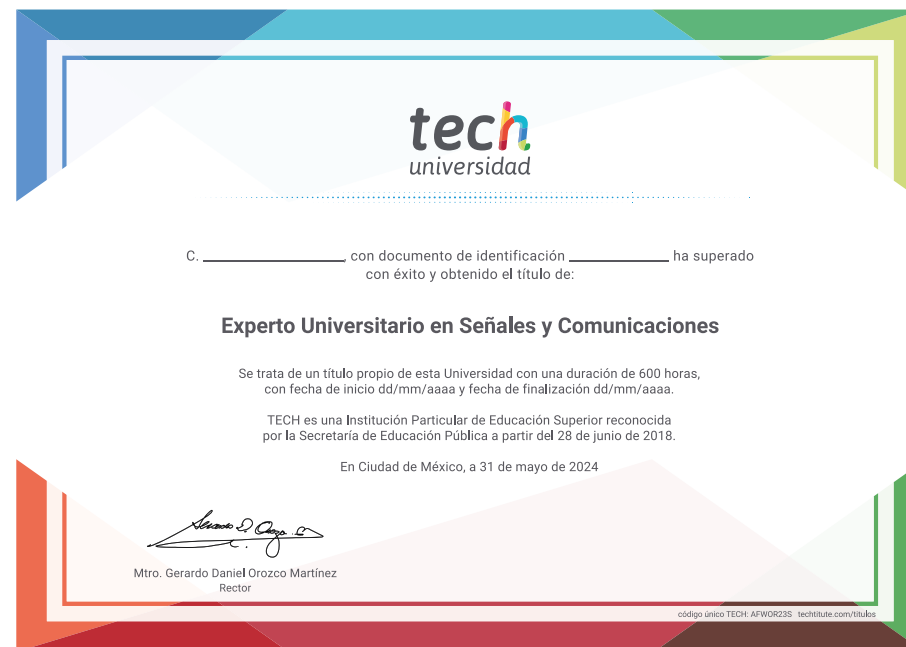 tech
universidad
C. ____________________, con documento de identificación ______________ ha superado
con éxito y obtenido el título de:
Experto Universitario en Señales y Comunicaciones
Se trata de un título propio de esta Universidad con una duración de 600 horas,
con fecha de inicio dd/mm/aaaa y fecha de finalización dd/mm/aaaa.
TECH es una Institución Particular de Educación Superior reconocida
por la Secretaría de Educación Pública a partir del 28 de junio de 2018.
En Ciudad de México, a 31 de mayo de 2024
Mtro. Gerardo Daniel Orozco Martínez
Rector
código único TECH: AFWOR23S techtitute.com/titulos